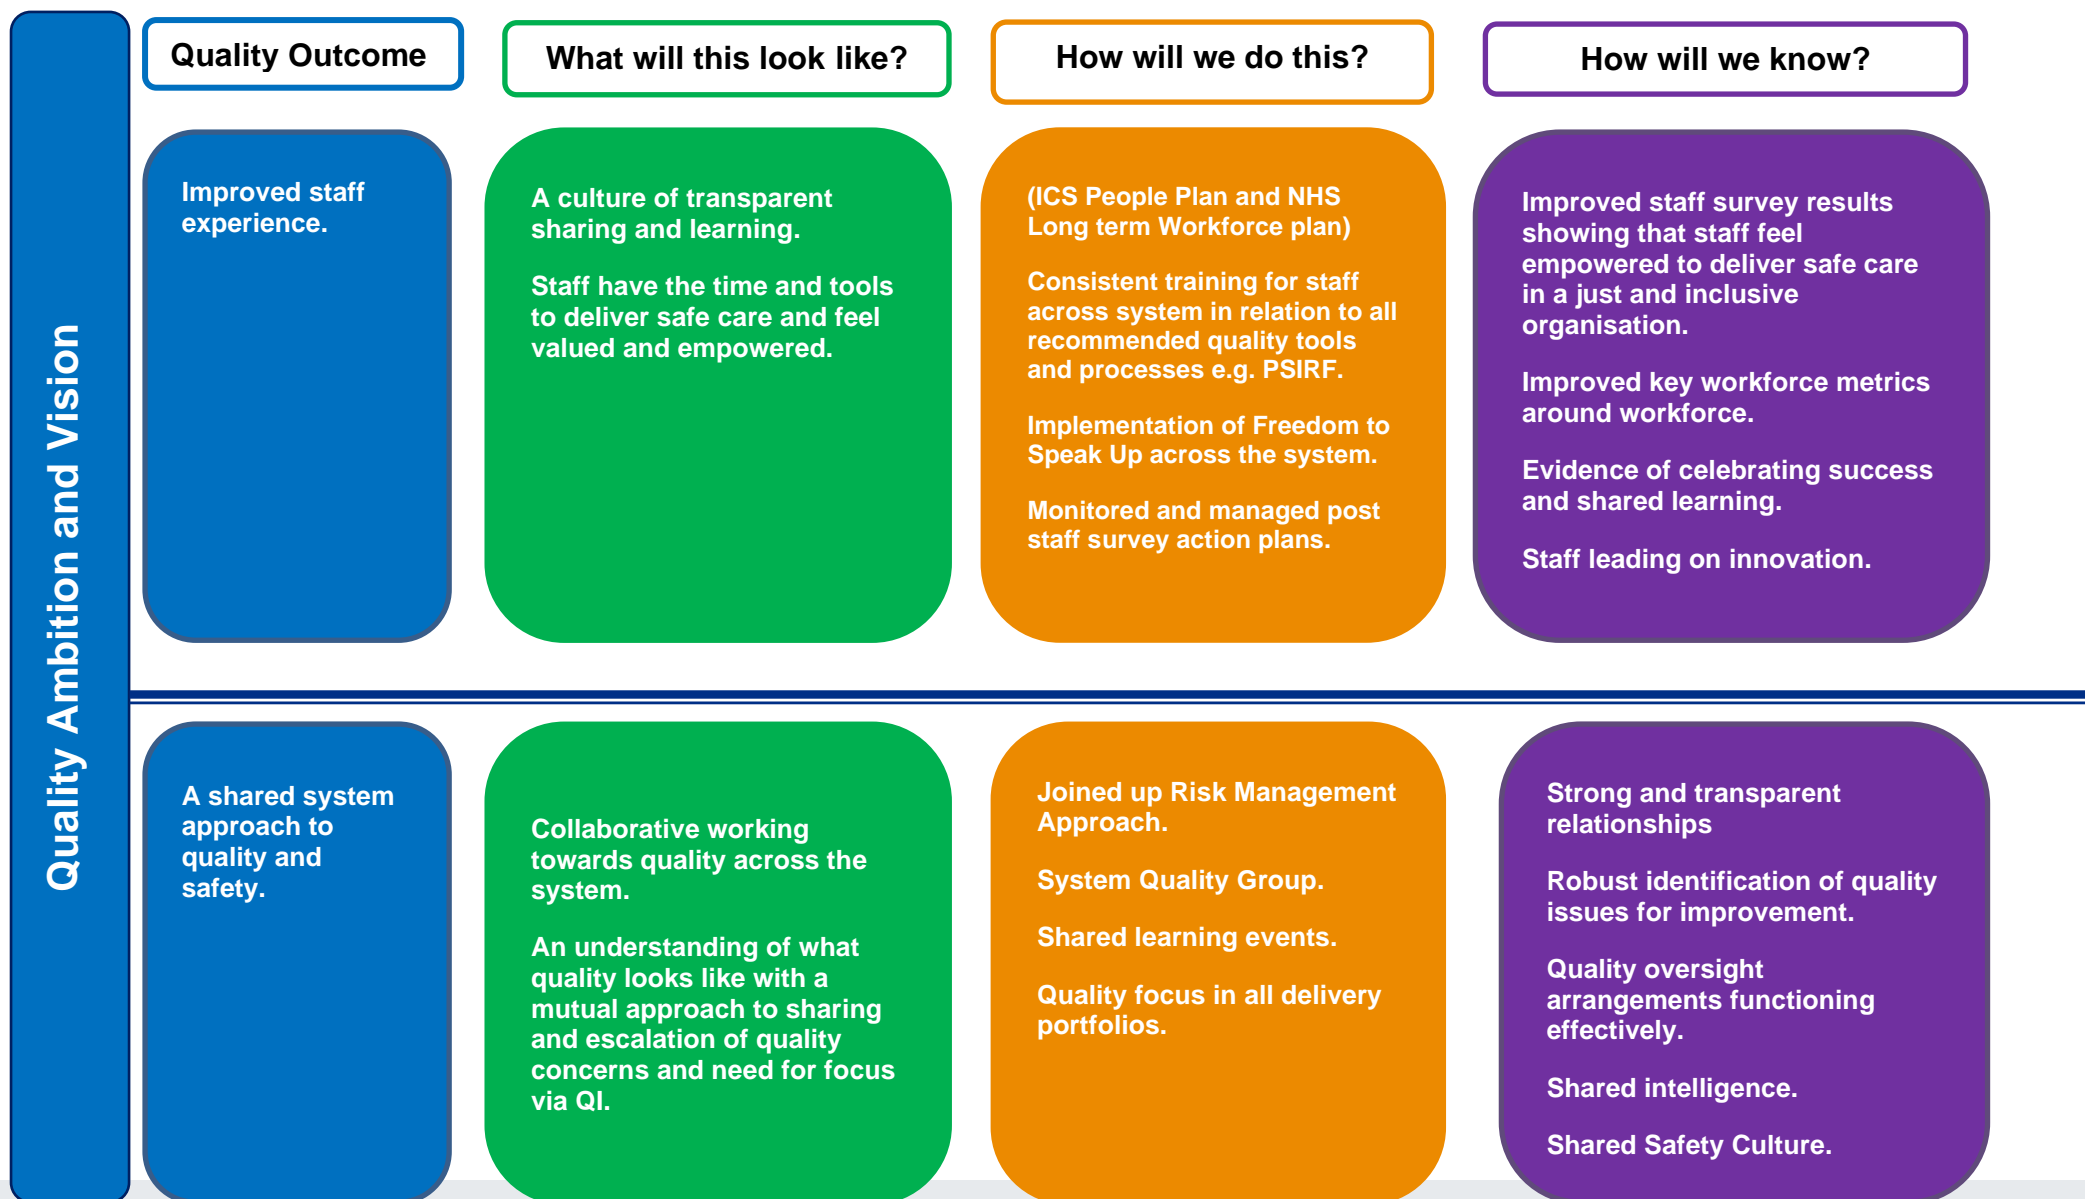 Quality Ambition and Vision
Quality Outcome
What will this look like?
How will we do this?
How will we know?
Improved staff
experience.
A culture of transparent
sharing and learning.
Staff have the time and tools
to deliver safe care and feel
valued and empowered.
(ICS People Plan and NHS
Long term Workforce plan)
Consistent training for staff
across system in relation to all
recommended quality tools
and processes e.g. PSIRF.
Implementation of Freedom to
Speak Up across the system.
Monitored and managed post
staff survey action plans.
Improved staff survey results
showing that staff feel
empowered to deliver safe care
in a just and inclusive
organisation.
Improved key workforce metrics
around workforce.
Evidence of celebrating success
and shared learning.
Staff leading on innovation.
A shared system
approach to
quality and
safety.
Collaborative working
towards quality across the
system.
An understanding of what
quality looks like with a
mutual approach to sharing
and escalation of quality
concerns and need for focus
via QI.
Joined up Risk Management
Approach.
System Quality Group.
Shared learning events.
Quality focus in all delivery
portfolios.
Strong and transparent
relationships
Robust identification of quality
issues for improvement.
Quality oversight
arrangements functioning
effectively.
Shared intelligence.
Shared Safety Culture.